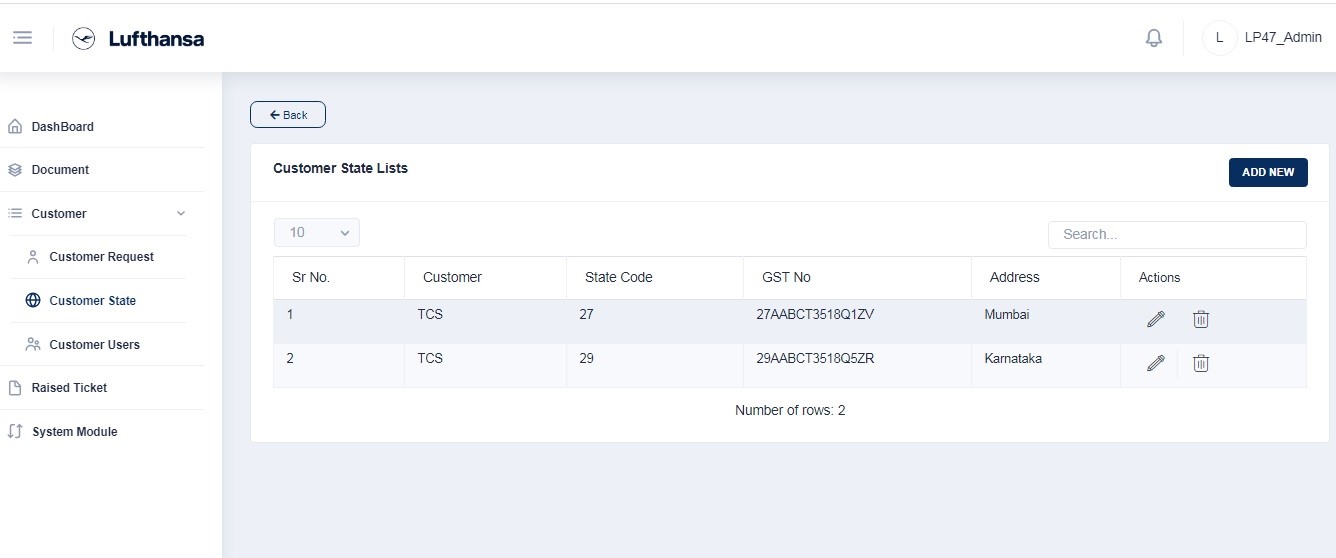 Lufthansa
L LP47_Admin
DashBoard
Document
Customer
Customer Request
Customer State
Customer Users
Raised Ticket
System Module
Back
Customer State Lists
ADD NEW
10
Search...
Sr No. Customer State Code GST No Address Actions
1 TCS 27 27AABCT3518Q1ZV Mumbai
2 TCS 29 29AABCT3518Q5ZR Karnataka
Number of rows: 2